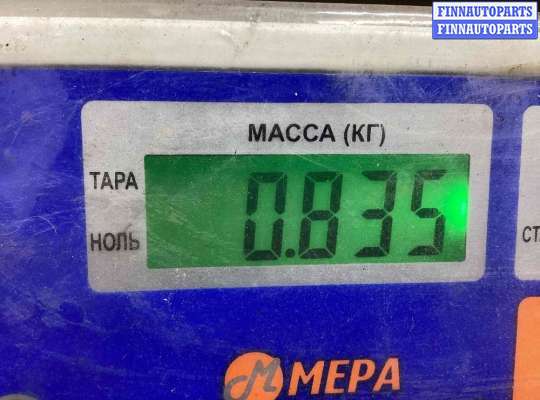 FINNAUTOPARTS
FINNAUTOPARTS
МАССА (КГ)
ТАРА
0.835
НОЛЬ
СТ
МЕРА